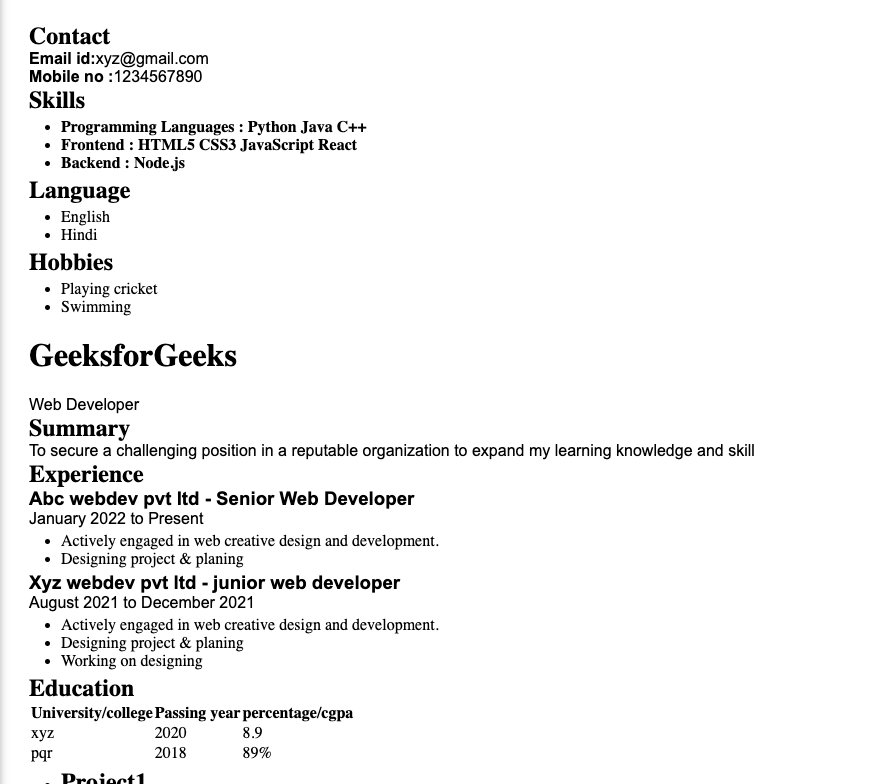 Contact
Email id:xyz@gmail.com
Mobile no :1234567890
Skills
Programming Languages : Python Java C++
Frontend : HTML5 CSS3 JavaScript React
Backend : Node.js
Language
English
Hindi
Hobbies
Playing cricket
Swimming
GeeksforGeeks
Web Developer
Summary
To secure a challenging position in a reputable organization to expand my learning knowledge and skill
Experience
Abc webdev pvt ltd - Senior Web Developer
January 2022 to Present
Actively engaged in web creative design and development.
Designing project & planing
Xyz webdev pvt ltd - junior web developer
August 2021 to December 2021
Actively engaged in web creative design and development.
Designing project & planing
Working on designing
Education
University/college Passing year percentage/cgpa
xyz 2020 8.9
pqr 2018 89%
Project1